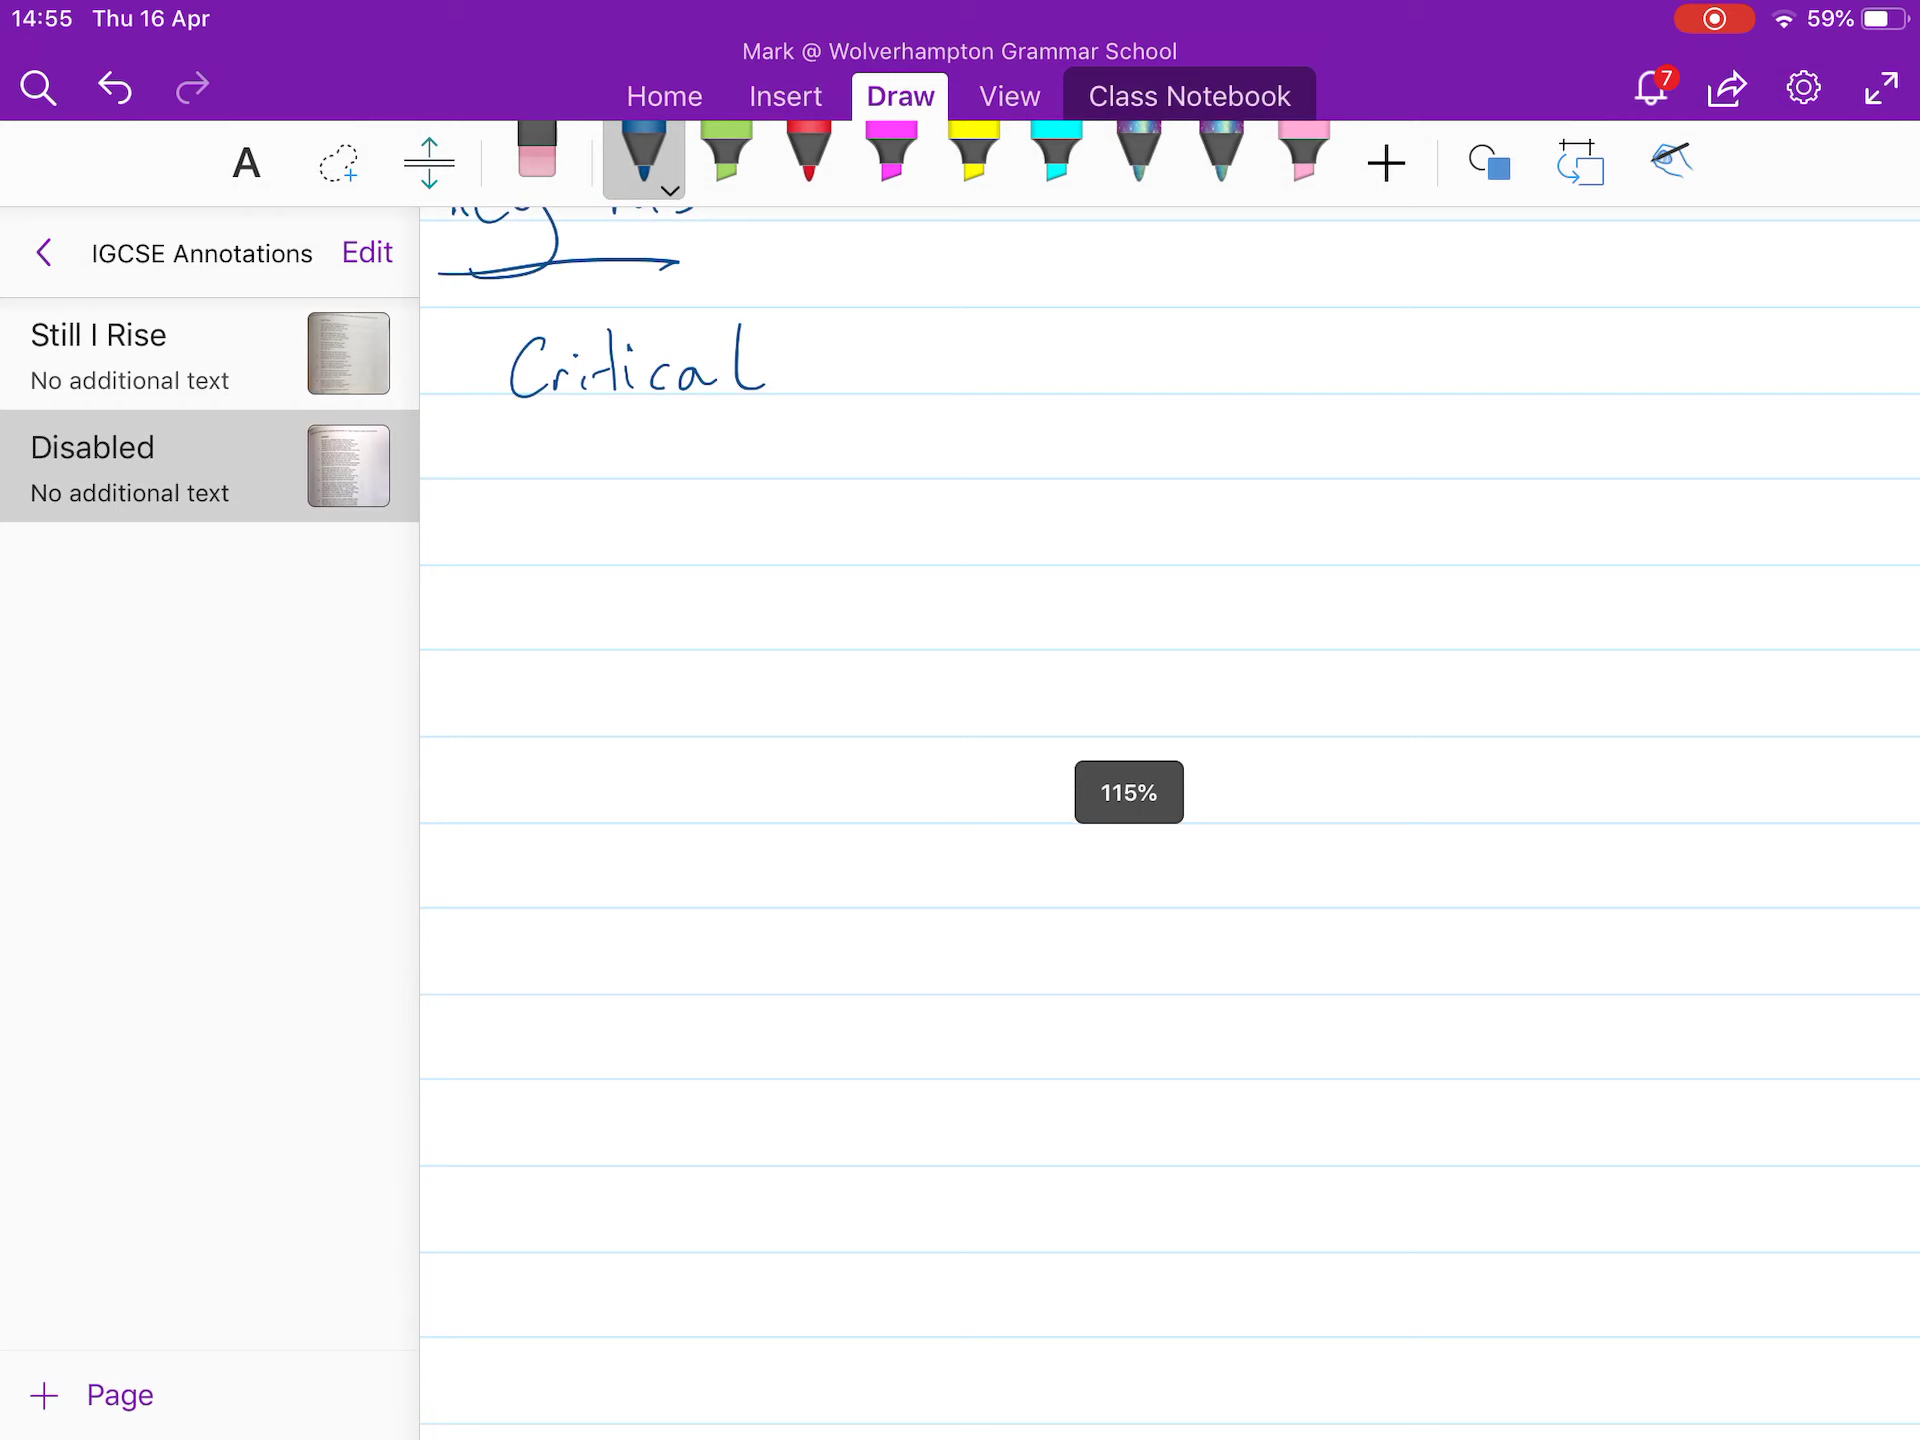 14:55 Thu 16 Apr
59%
Mark @ Wolverhampton Grammar School
Home Insert Draw View Class Notebook
7
A
IGCSE Annotations Edit
Still I Rise
No additional text
Disabled
No additional text
Critical
115%
Page